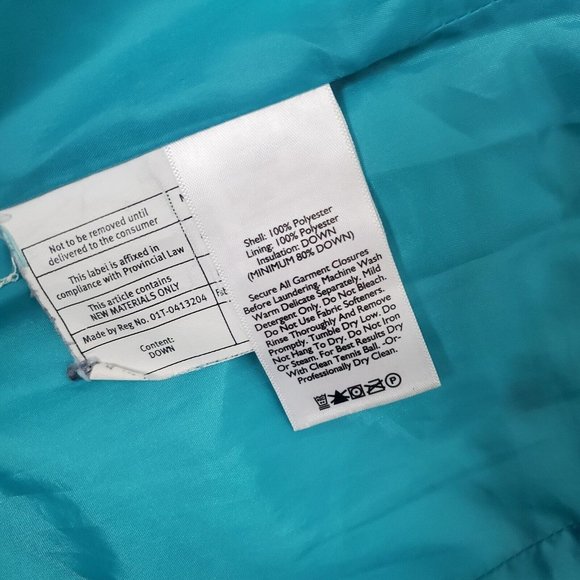 Not to be removed until
delivered to the consumer
This label is affixed in
compliance with Provincial Law
This article contains
NEW MATERIALS ONLY
Made by Reg No. 01T-0413204
Content:
DOWN
Shell: 100% Polyester
Lining: 100% Polyester
Insulation: DOWN
(MINIMUM 80% DOWN)
Secure All Garment Closures
Before Laundering. Machine Wash
Warm Delicate Separately. Mild
Detergent Only. Do Not Bleach.
Do Not Use Fabric Softeners.
Rinse Thoroughly And Remove
Promptly. Tumble Dry Low. Do
Not Hang To Dry. Do Not Iron
Or Steam. For Best Results Dry
With Clean Tennis Ball. -Or-
Professionally Dry Clean.
P